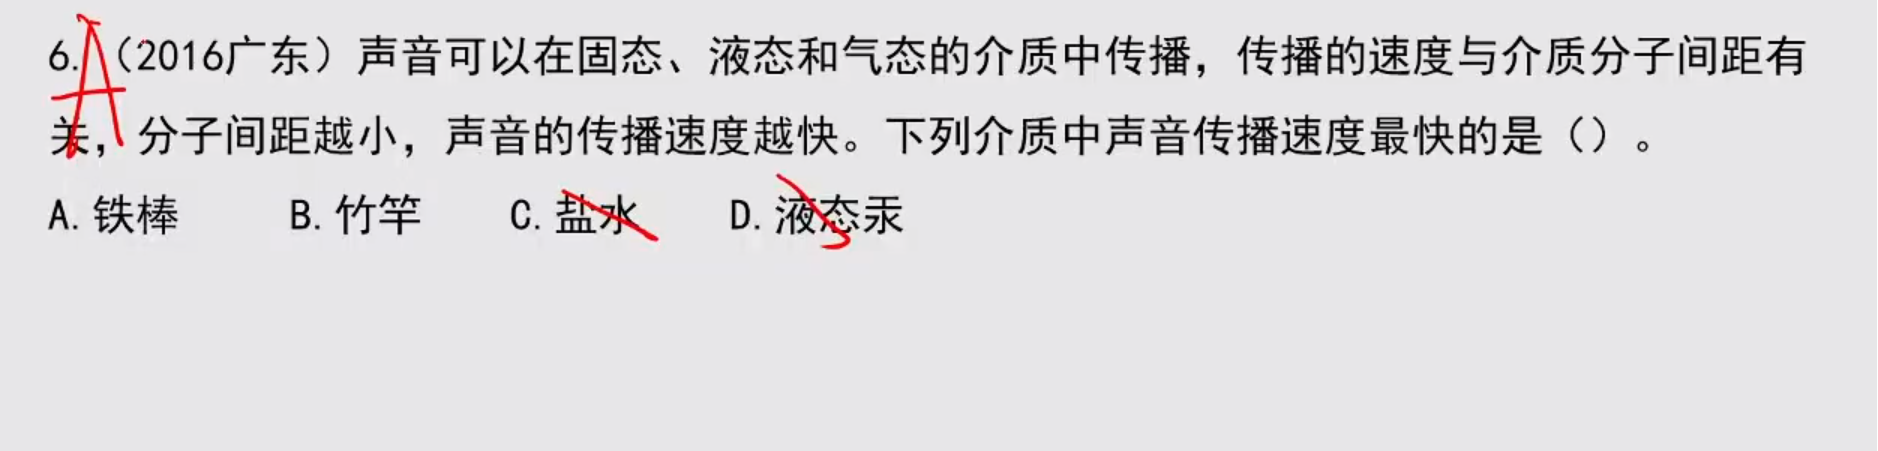 6.（2016广东）声音可以在固态、液态和气态的介质中传播，传播的速度与介质分子间距有
关，分子间距越小，声音的传播速度越快。下列介质中声音传播速度最快的是（）。
A.铁棒 B.竹竿 C.盐水 D.液态汞
A